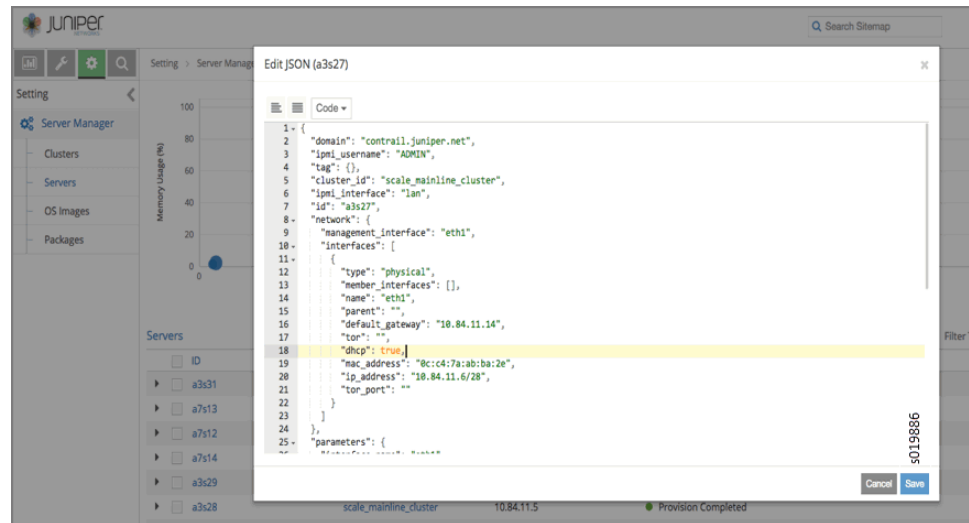 JUNIPER
NETWORKS
Search Sitemap
Setting > Server Manage
Edit JSON (a3s27)
×
Setting
Server Manager
Clusters
Servers
OS Images
Packages
Memory Usage (%)
100
80
60
40
20
0
0
Code
1 {
2 "domain": "contrail.juniper.net",
3 "ipmi_username": "ADMIN",
4 "tag": {},
5 "cluster_id": "scale_mainline_cluster",
6 "ipmi_interface": "lan",
7 "id": "a3s27",
8 "network": {
9 "management_interface": "eth1",
10 "interfaces": [
11 {
12 "type": "physical",
13 "member_interfaces": [],
14 "name": "eth1",
15 "parent": "",
16 "default_gateway": "10.84.11.14",
17 "tor": "",
18 "dhcp": true,
19 "mac_address": "0c:c4:7a:ab:ba:2e",
20 "ip_address": "10.84.11.6/28",
21 "tor_port": ""
22 }
23 ]
24 },
25 "parameters": {
Cancel Save
s019886
Servers
Filter
ID
a3s31
a7s13
a7s12
a7s14
a3s29
a3s28 scale_mainline_cluster 10.84.11.5 Provision Completed